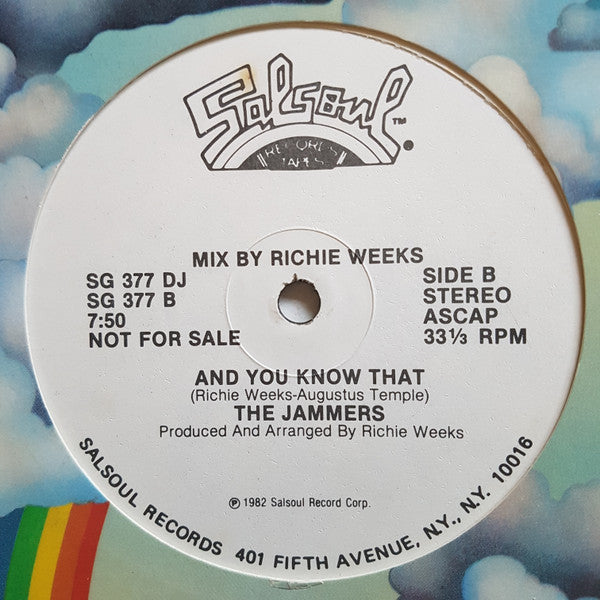 Salsoul TM
RECORDS
TAPES
MIX BY RICHIE WEEKS
SG 377 DJ
SG 377 B
7:50
NOT FOR SALE
SIDE B
STEREO
ASCAP
33⅓ RPM
AND YOU KNOW THAT
(Richie Weeks-Augustus Temple)
THE JAMMERS
Produced And Arranged By Richie Weeks
℗ 1982 Salsoul Record Corp.
SALSOUL RECORDS 401 FIFTH AVENUE, N.Y., N.Y. 10016